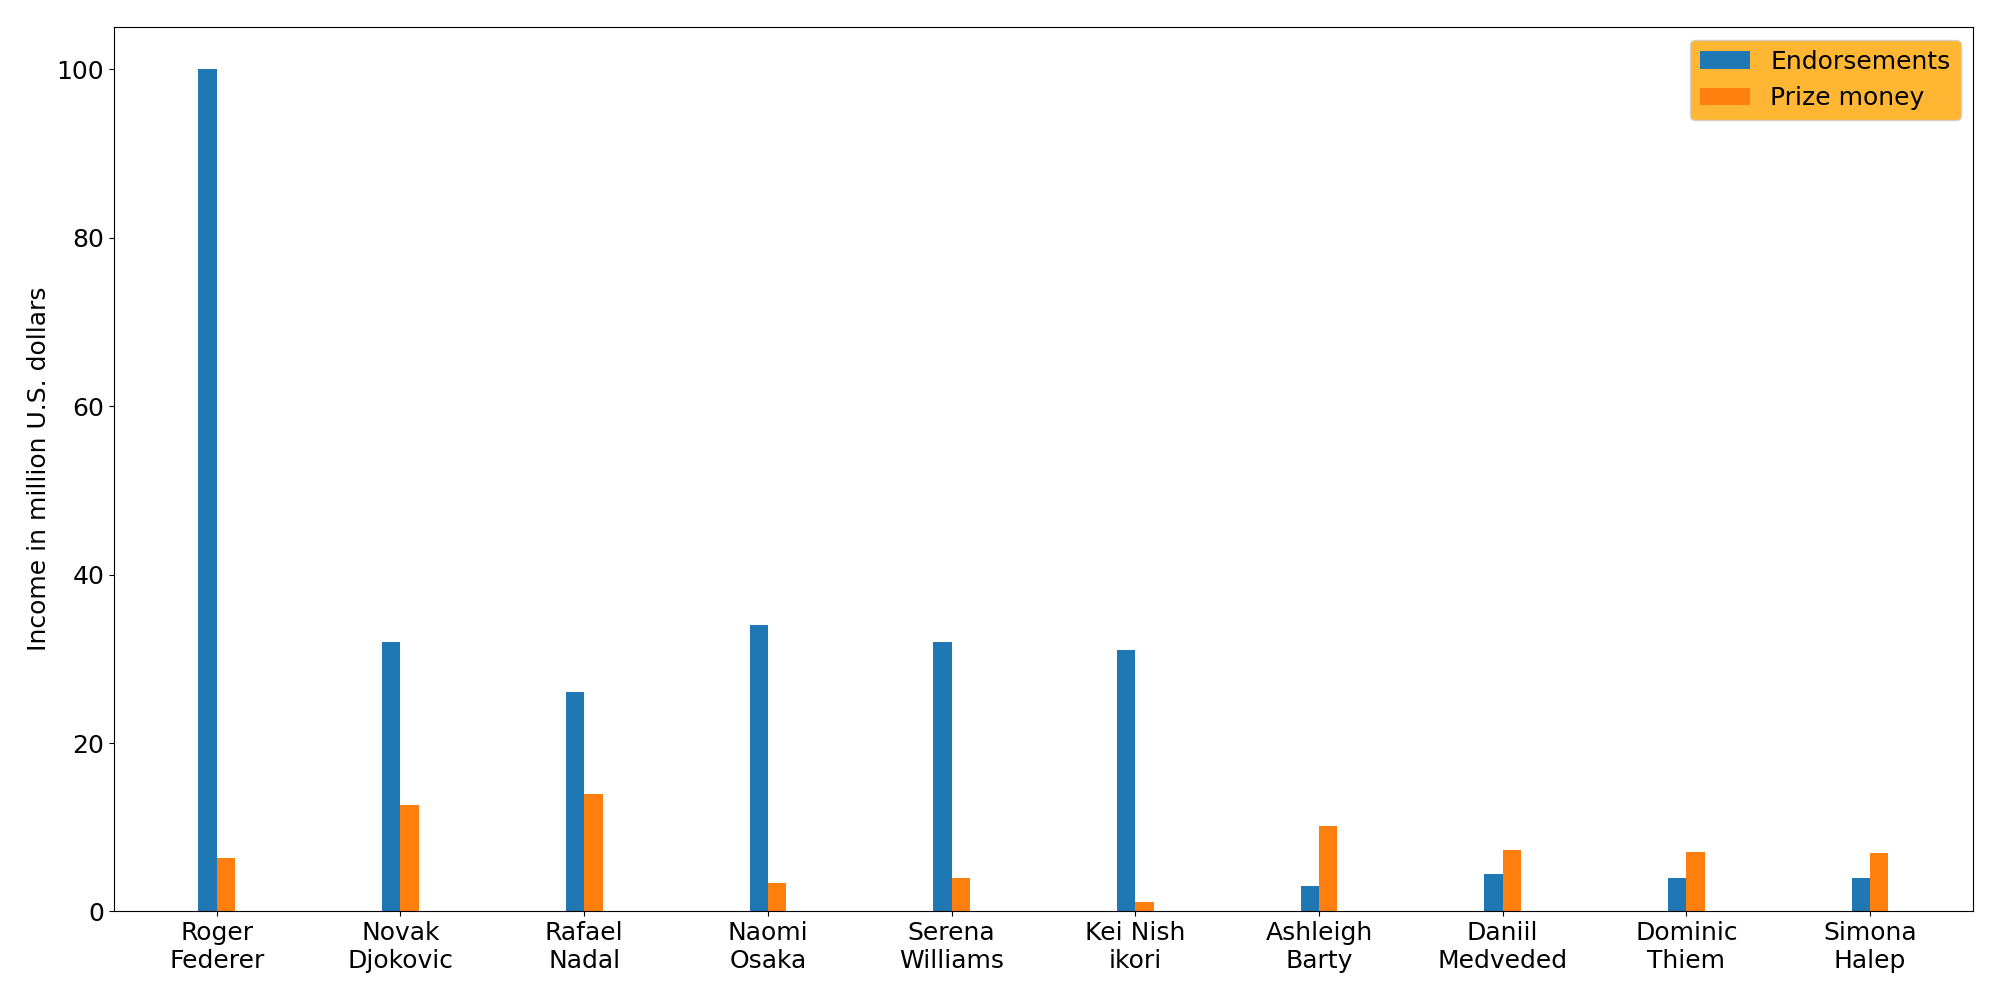 Endorsements
Prize money
Income in million U.S. dollars
100
80
60
40
20
0
Roger
Federer
Novak
Djokovic
Rafael
Nadal
Naomi
Osaka
Serena
Williams
Kei Nish
ikori
Ashleigh
Barty
Daniil
Medveded
Dominic
Thiem
Simona
Halep